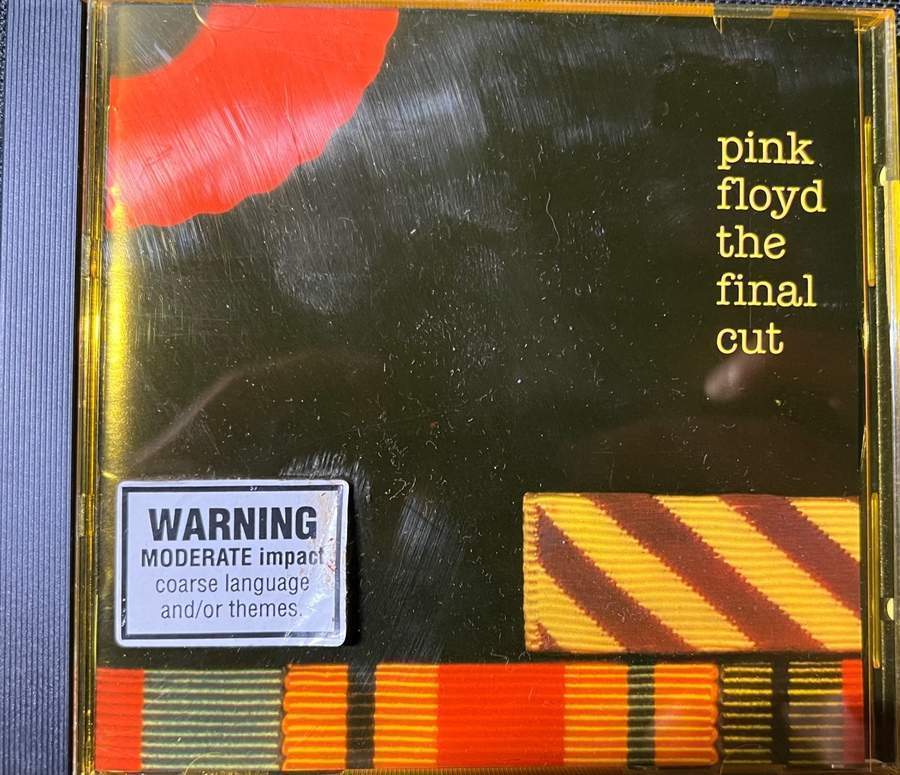 pink
floyd
the
final
cut
WARNING
MODERATE impact
coarse language
and/or themes.